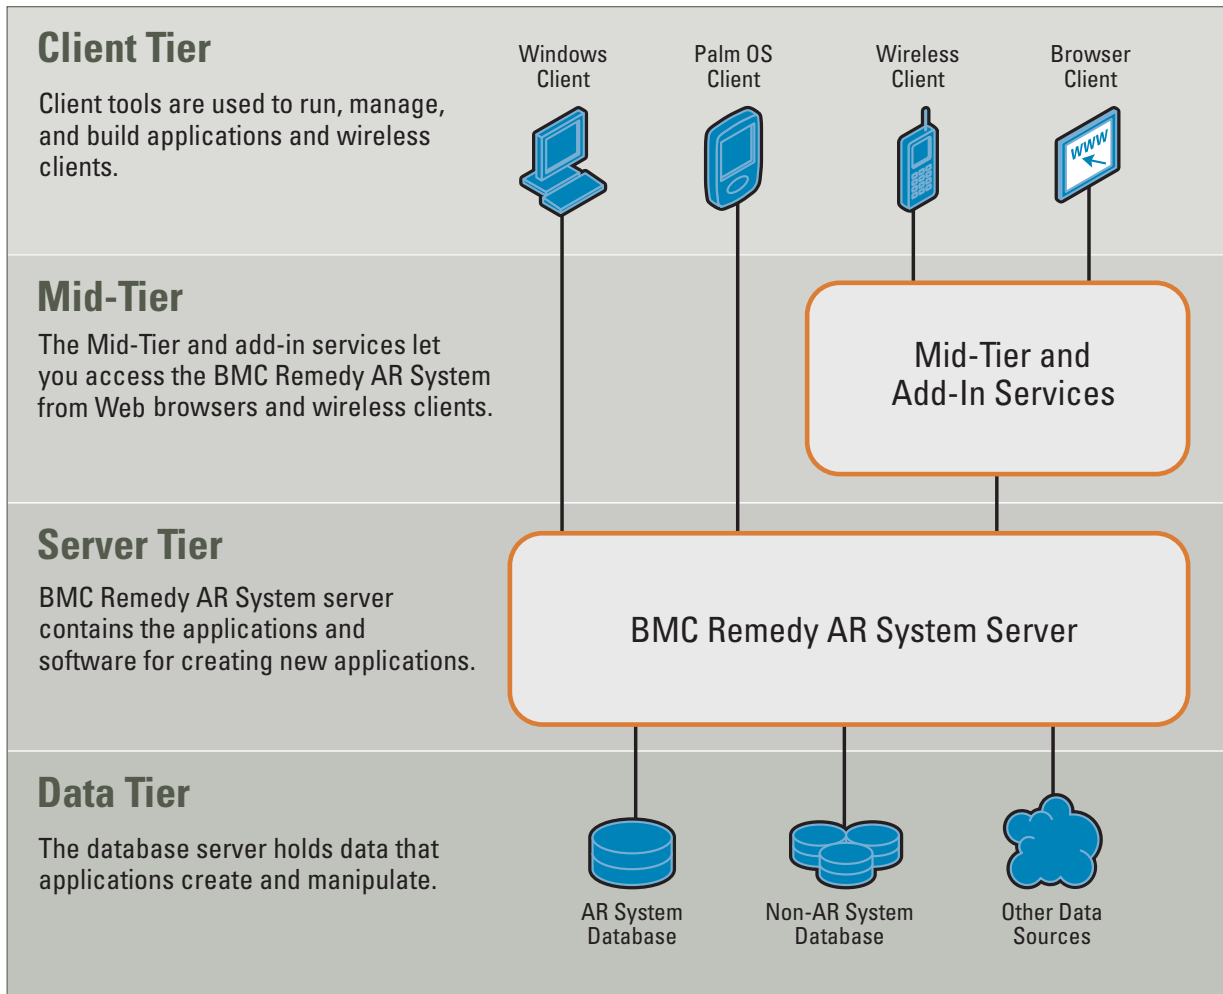 Client Tier
Client tools are used to run, manage,
and build applications and wireless
clients.
Windows
Client
Palm OS
Client
Wireless
Client
Browser
Client
www
Mid-Tier
The Mid-Tier and add-in services let
you access the BMC Remedy AR System
from Web browsers and wireless clients.
Mid-Tier and
Add-In Services
Server Tier
BMC Remedy AR System server
contains the applications and
software for creating new applications.
BMC Remedy AR System Server
Data Tier
The database server holds data that
applications create and manipulate.
AR System
Database
Non-AR System
Database
Other Data
Sources